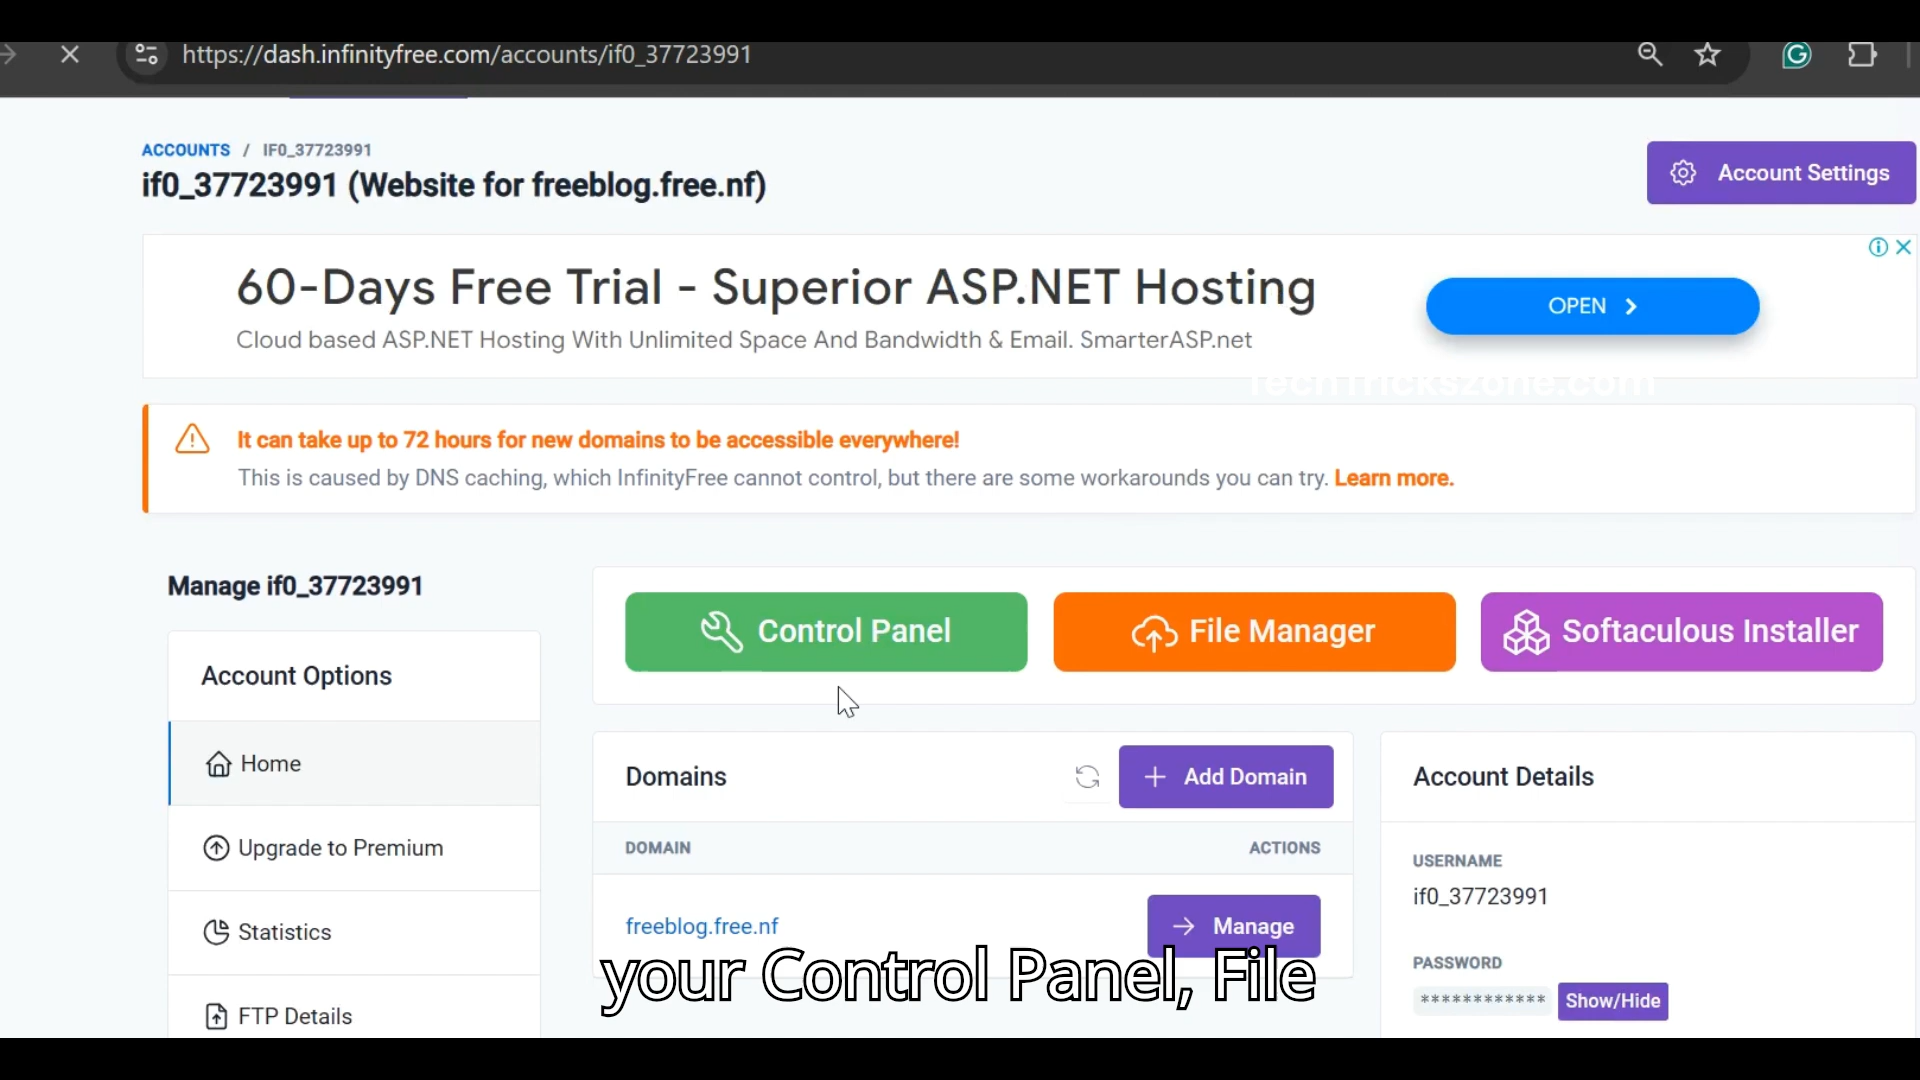 https://dash.infinityfree.com/accounts/if0_37723991
ACCOUNTS / IF0_37723991
if0_37723991 (Website for freeblog.free.nf)
Account Settings
60-Days Free Trial - Superior ASP.NET Hosting
Cloud based ASP.NET Hosting With Unlimited Space And Bandwidth & Email. SmarterASP.net
OPEN
TechTrickszone.com
It can take up to 72 hours for new domains to be accessible everywhere!
This is caused by DNS caching, which InfinityFree cannot control, but there are some workarounds you can try. Learn more.
Manage if0_37723991
Control Panel
File Manager
Softaculous Installer
Account Options
Home
Upgrade to Premium
Statistics
FTP Details
Domains
Add Domain
DOMAIN ACTIONS
freeblog.free.nf
Manage
Account Details
USERNAME
if0_37723991
PASSWORD
************
Show/Hide
your Control Panel, File